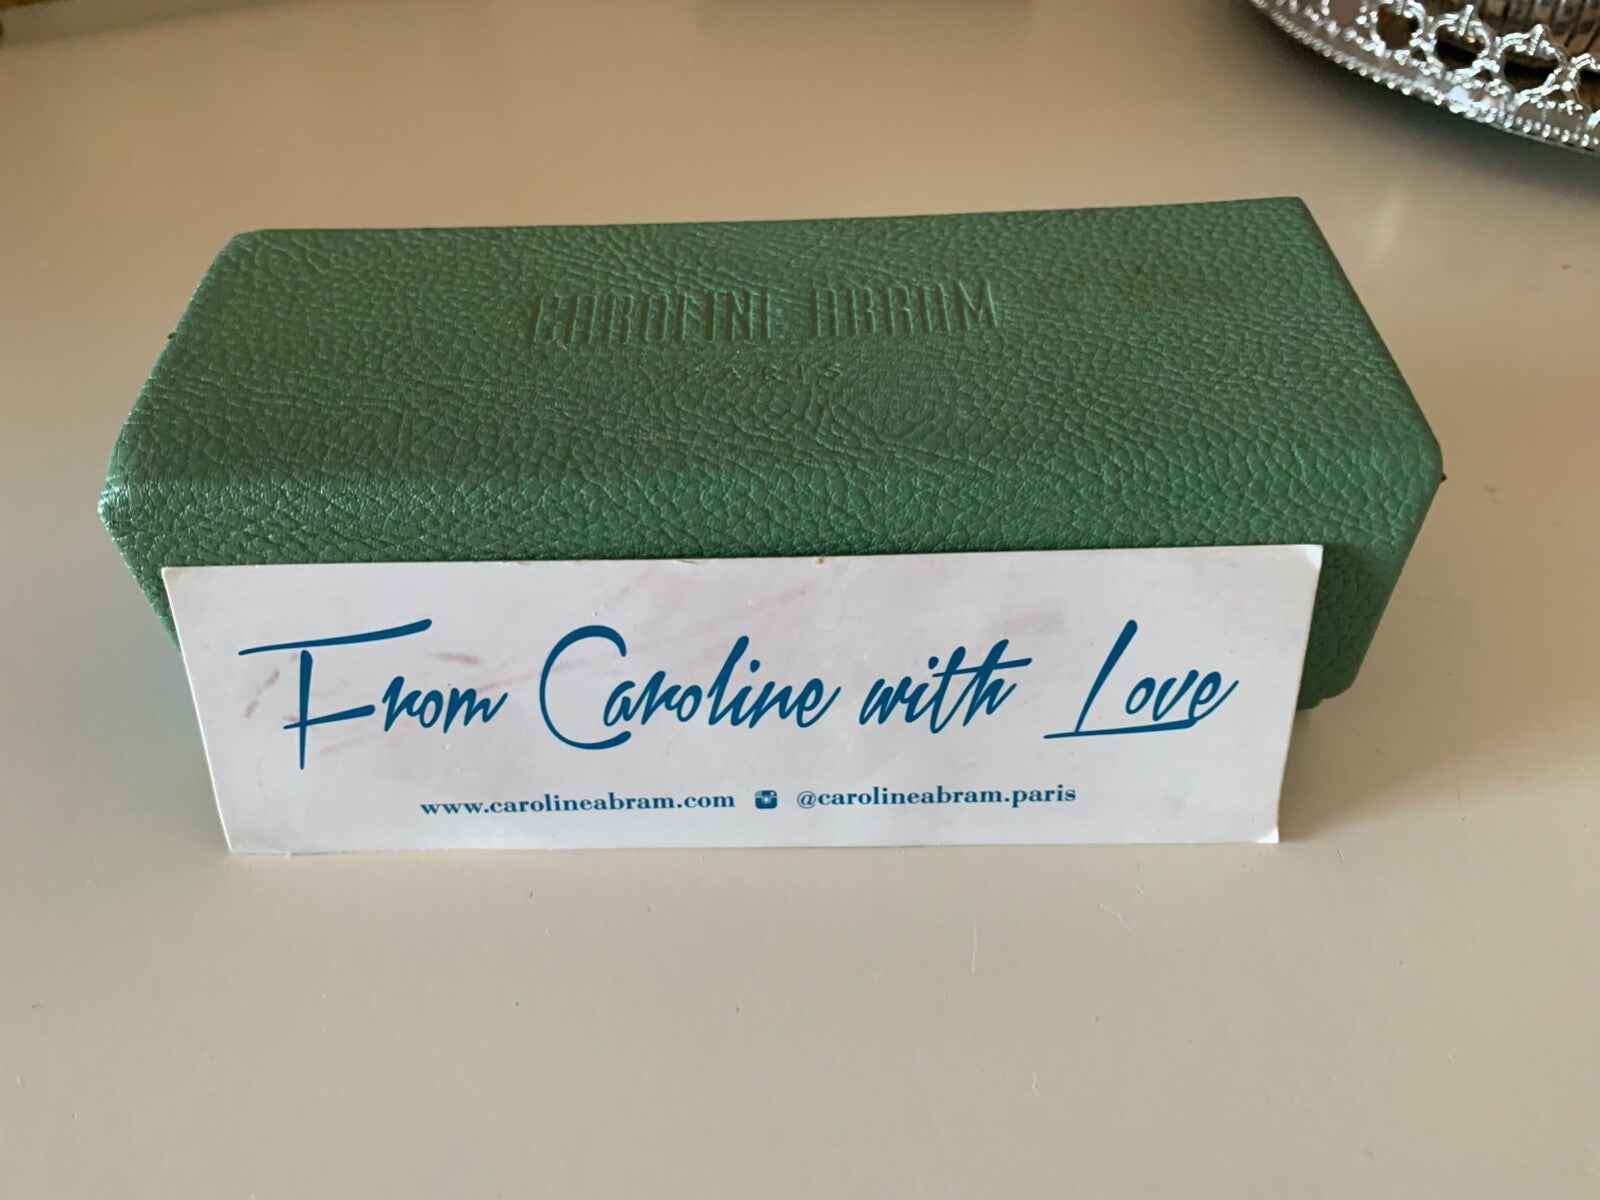 CAROLINE ABRAM
PARIS
From Caroline with Love
www.carolineabram.com @carolineabram.paris